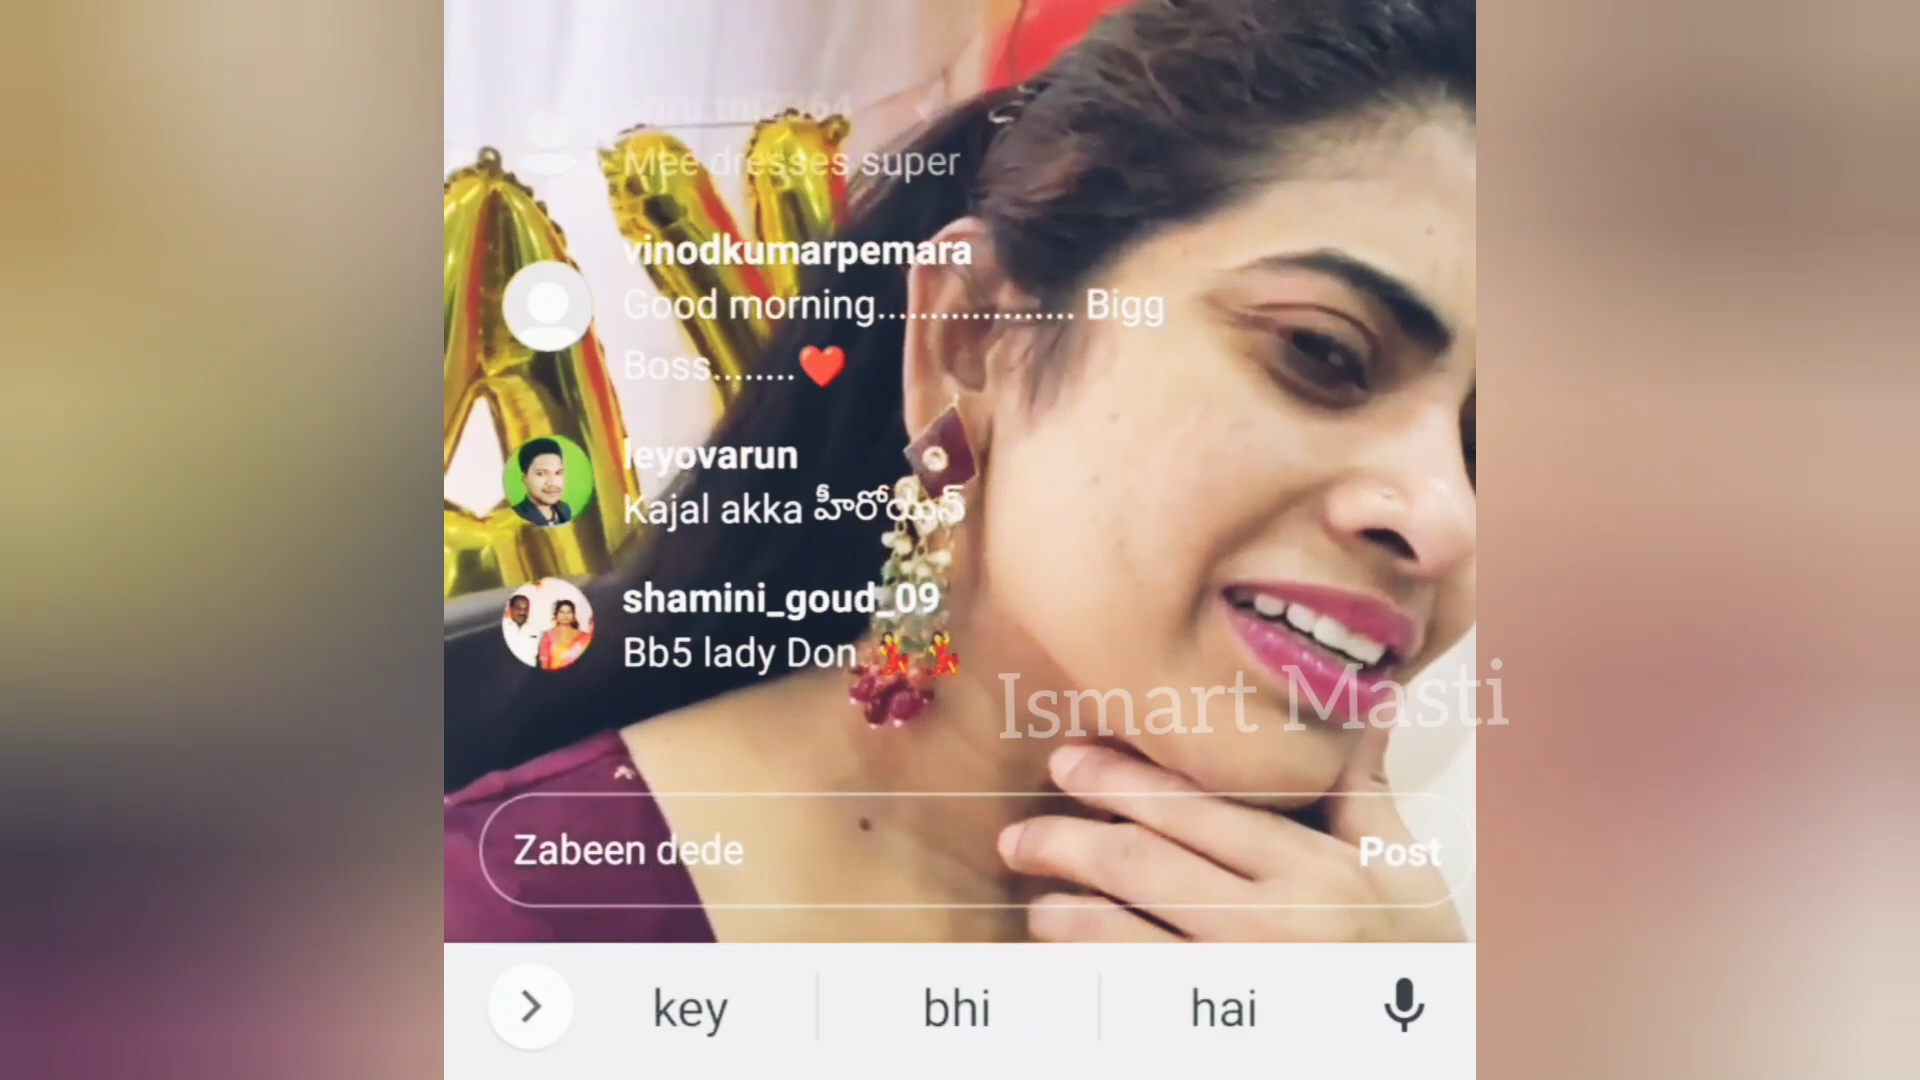 Mee dresses super
vinodkumarpemara
Good morning................... Bigg
Boss........❤️
leyovarun
Kajal akka హీరోయిన్
shamini_goud_09
Bb5 lady Don 💃 💃
Ismart Masti
Zabeen dede
Post
key
bhi
hai